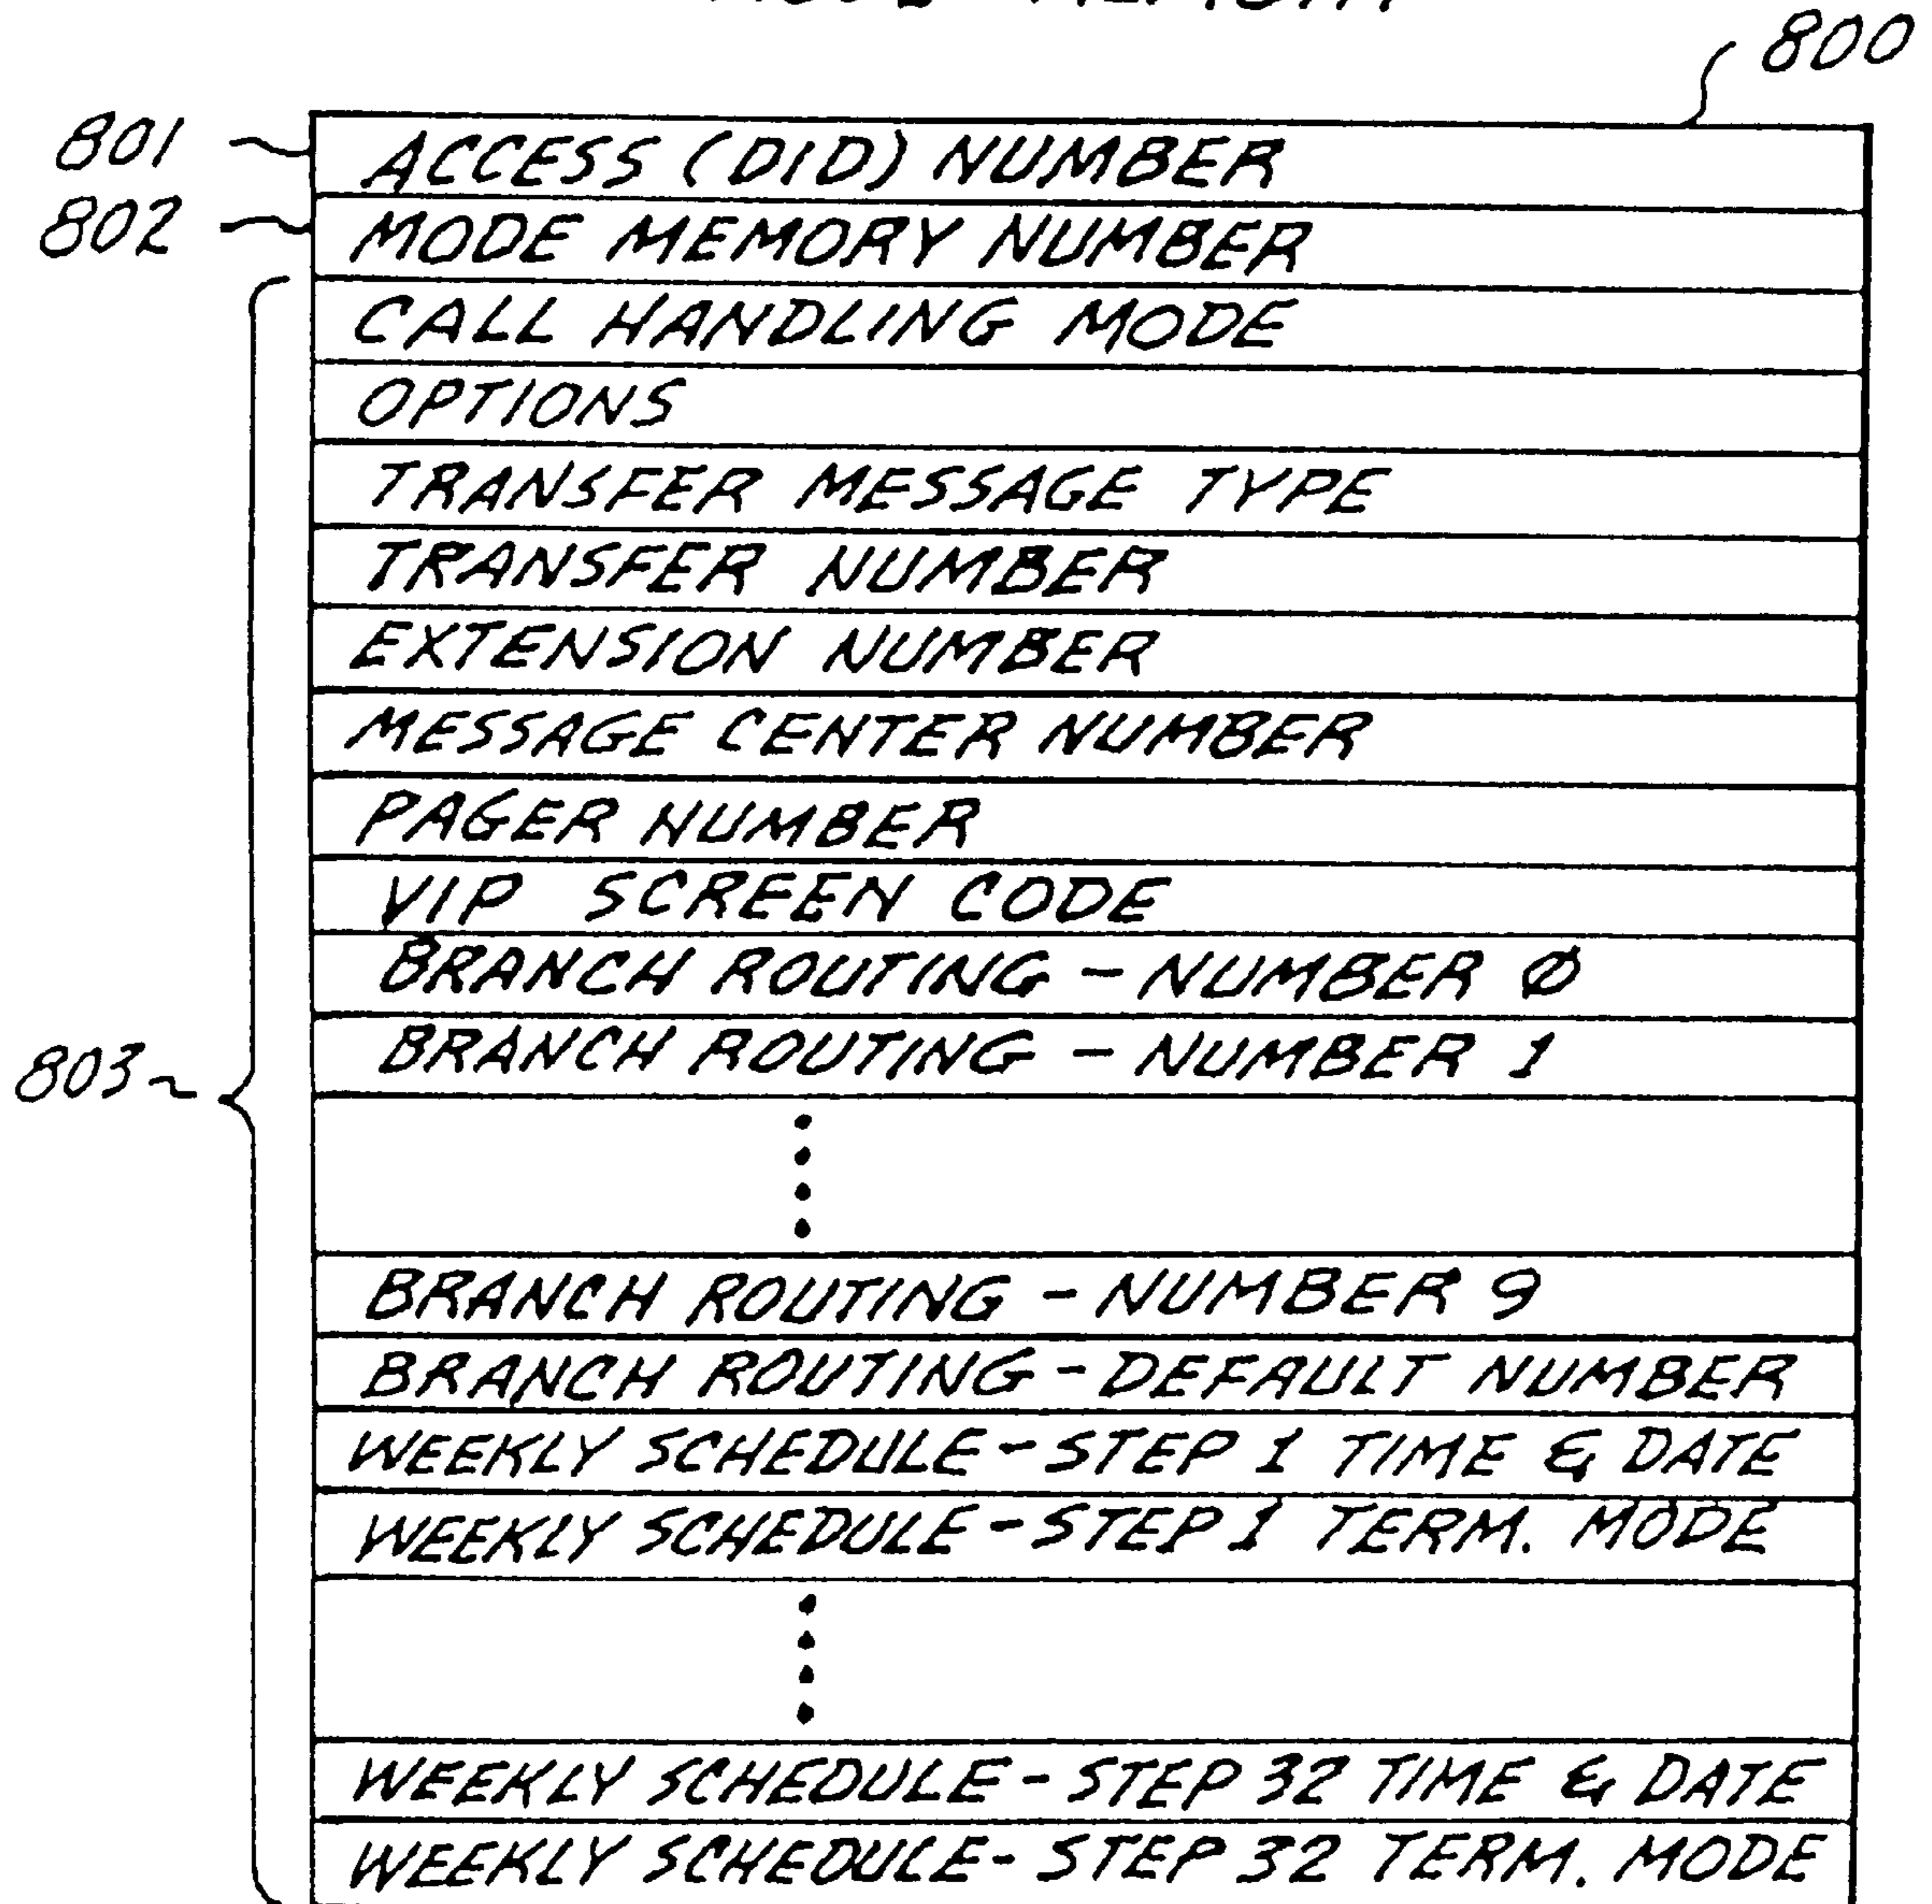 800
801 ACCESS (DID) NUMBER
802 MODE MEMORY NUMBER
CALL HANDLING MODE
OPTIONS
TRANSFER MESSAGE TYPE
TRANSFER NUMBER
EXTENSION NUMBER
MESSAGE CENTER NUMBER
PAGER NUMBER
VIP SCREEN CODE
BRANCH ROUTING - NUMBER Ø
803 BRANCH ROUTING - NUMBER 1
BRANCH ROUTING - NUMBER 9
BRANCH ROUTING - DEFAULT NUMBER
WEEKLY SCHEDULE - STEP 1 TIME & DATE
WEEKLY SCHEDULE - STEP 1 TERM. MODE
WEEKLY SCHEDULE - STEP 32 TIME & DATE
WEEKLY SCHEDULE - STEP 32 TERM. MODE